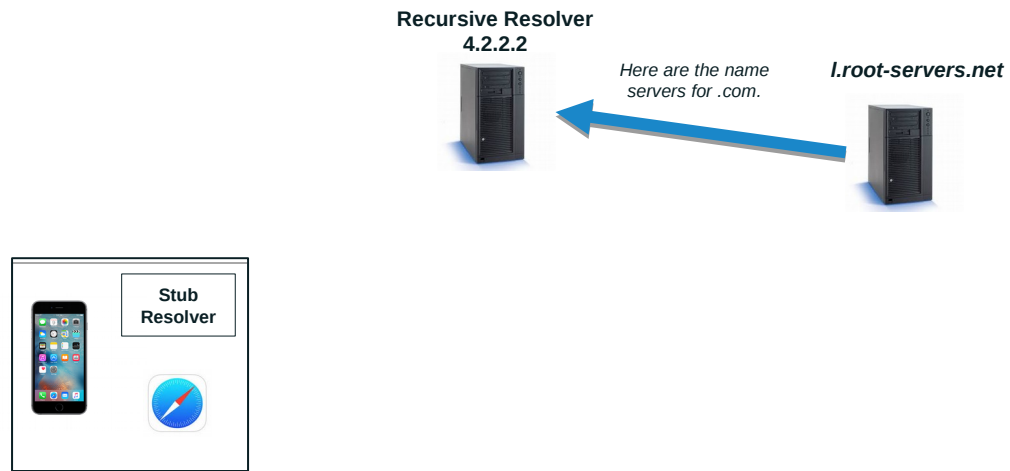 Recursive Resolver
4.2.2.2
Here are the name
servers for .com.
l.root-servers.net
Stub
Resolver